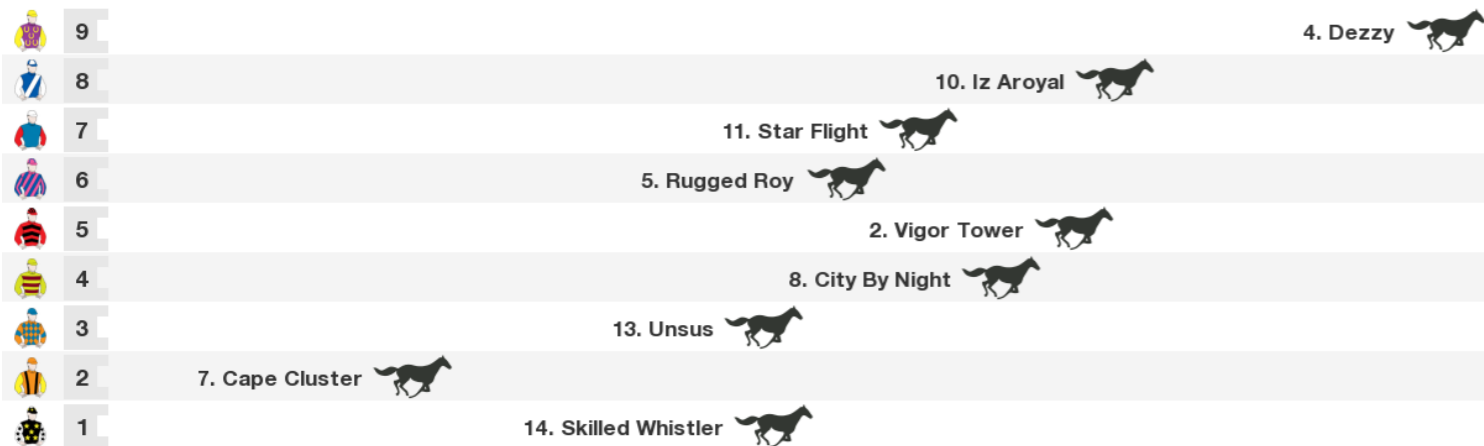 9 4. Dezzy
8 10. Iz Aroyal
7 11. Star Flight
6 5. Rugged Roy
5 2. Vigor Tower
4 8. City By Night
3 13. Unsus
2 7. Cape Cluster
1 14. Skilled Whistler